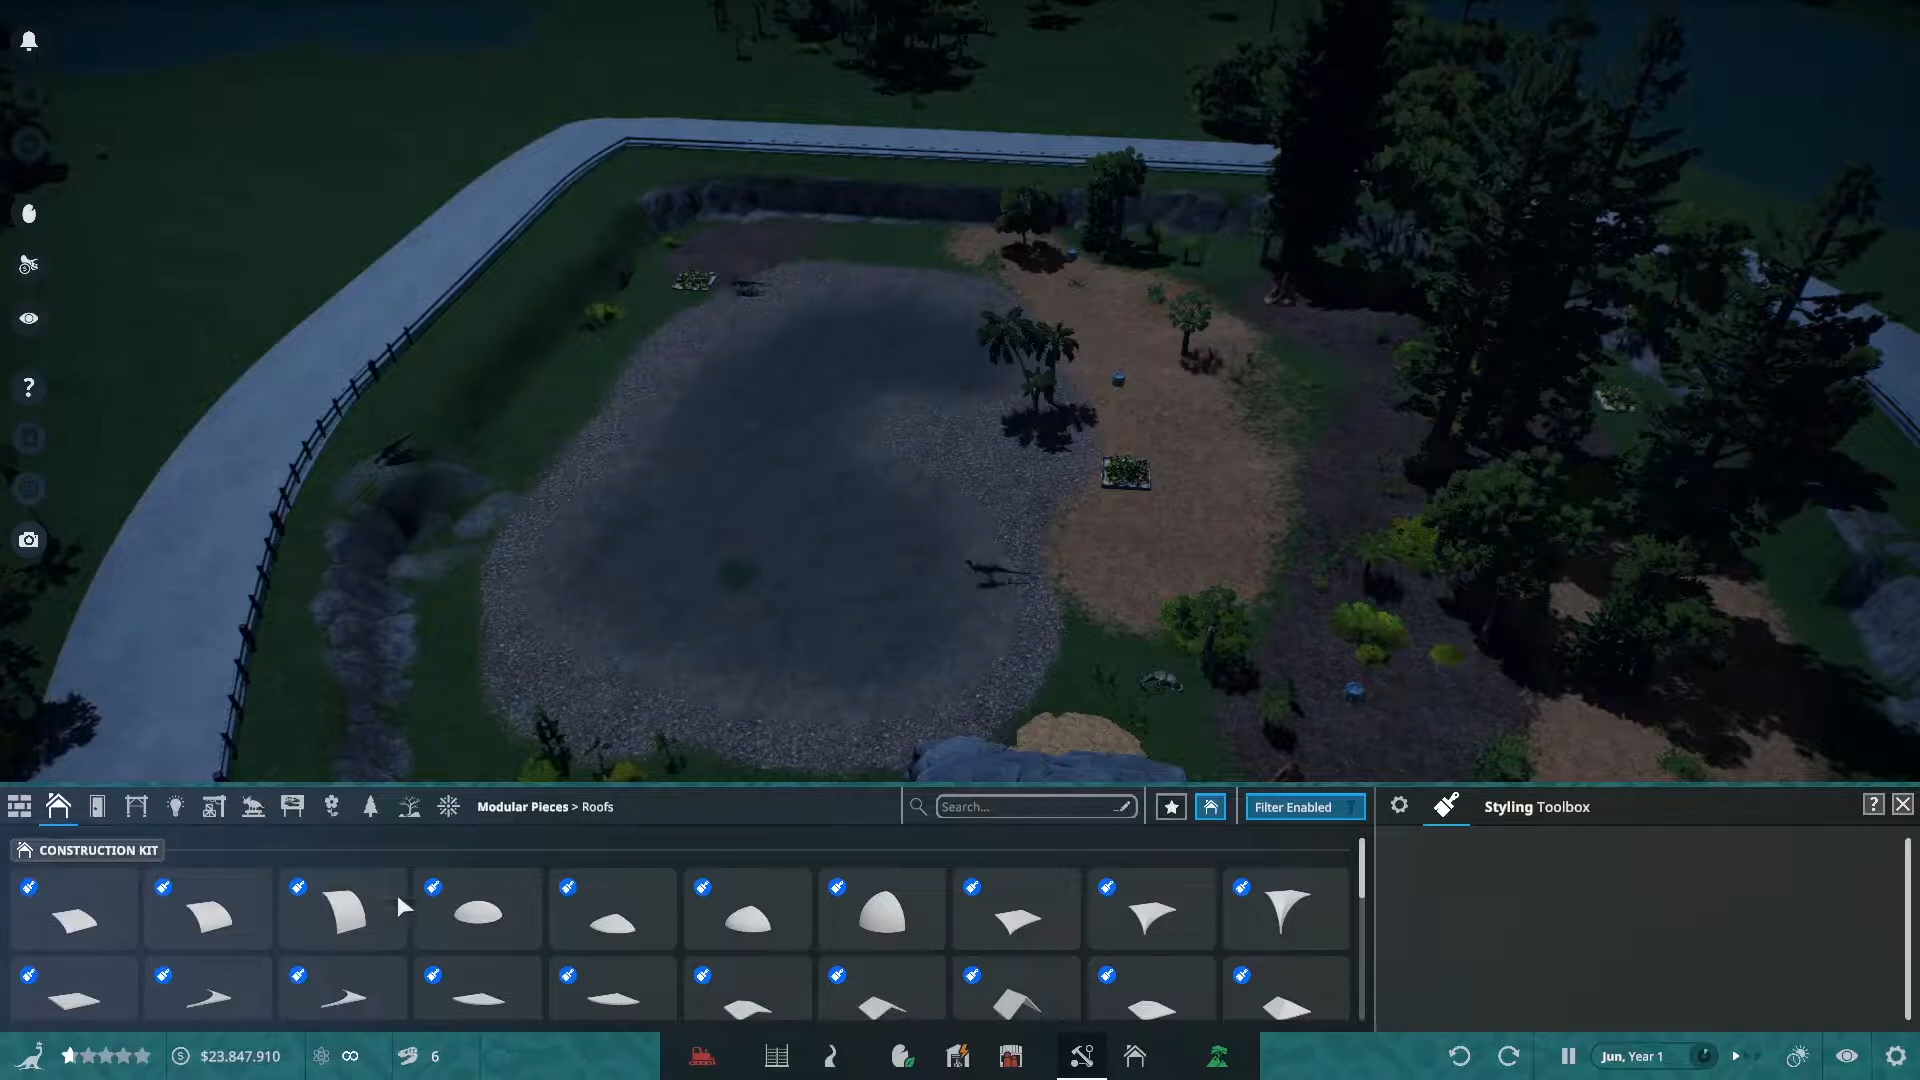 Modular Pieces > Roofs
Search...
Filter Enabled
Styling Toolbox
?
CONSTRUCTION KIT
$23.847.910
6
Jun, Year 1